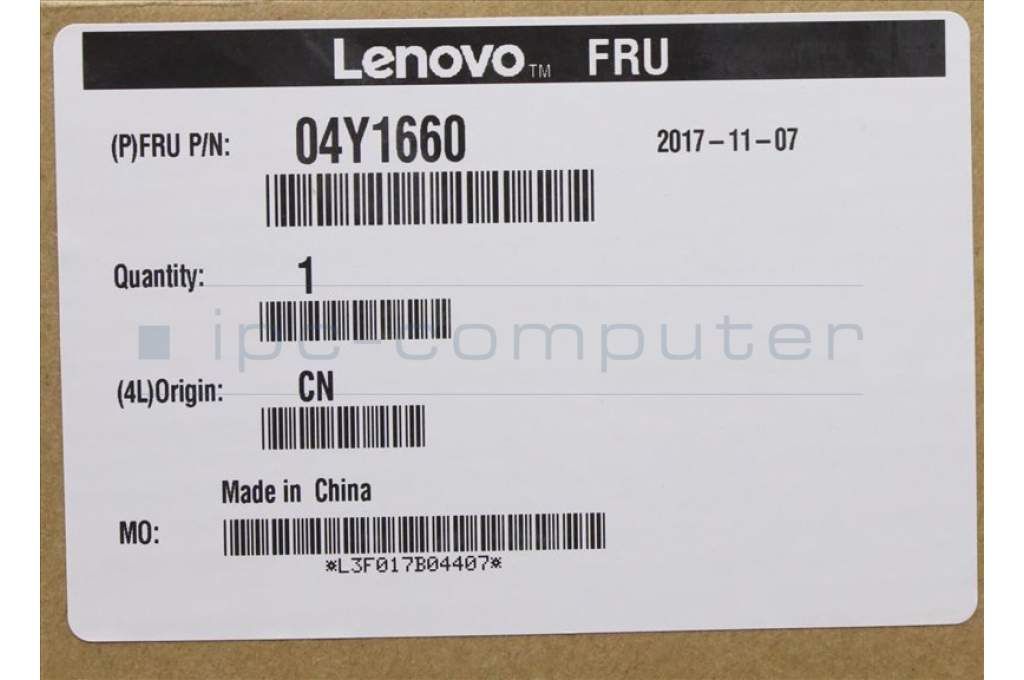 Lenovo™ FRU
(P)FRU P/N: 04Y1660 2017-11-07
Quantity: 1
ipc-computer
(4L)Origin: CN
Made in China
MO:
*L3F017B04407*